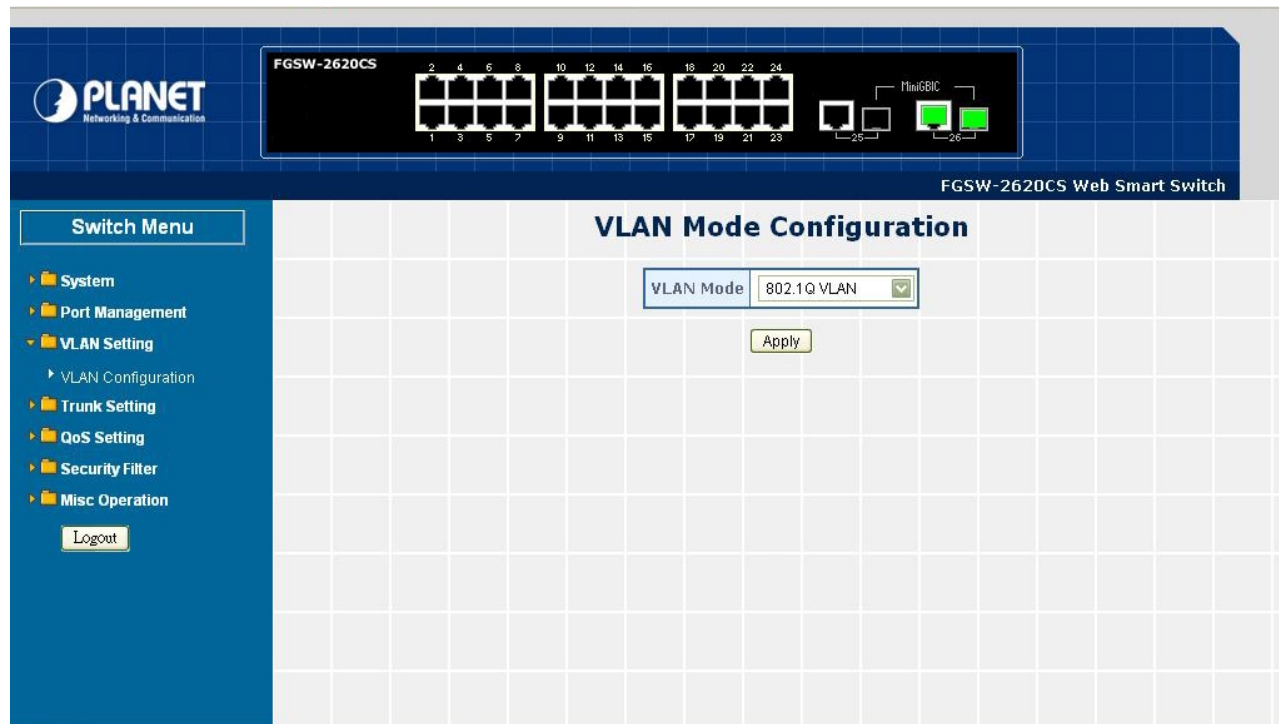 PLANET
Networking & Communication
FGSW-2620CS
2 4 6 8 10 12 14 16 18 20 22 24
MiniGBIC
1 3 5 7 9 11 13 15 17 19 21 23
25 26
FGSW-2620CS Web Smart Switch
Switch Menu
System
Port Management
VLAN Setting
VLAN Configuration
Trunk Setting
QoS Setting
Security Filter
Misc Operation
Logout
VLAN Mode Configuration
VLAN Mode 802.1Q VLAN
Apply